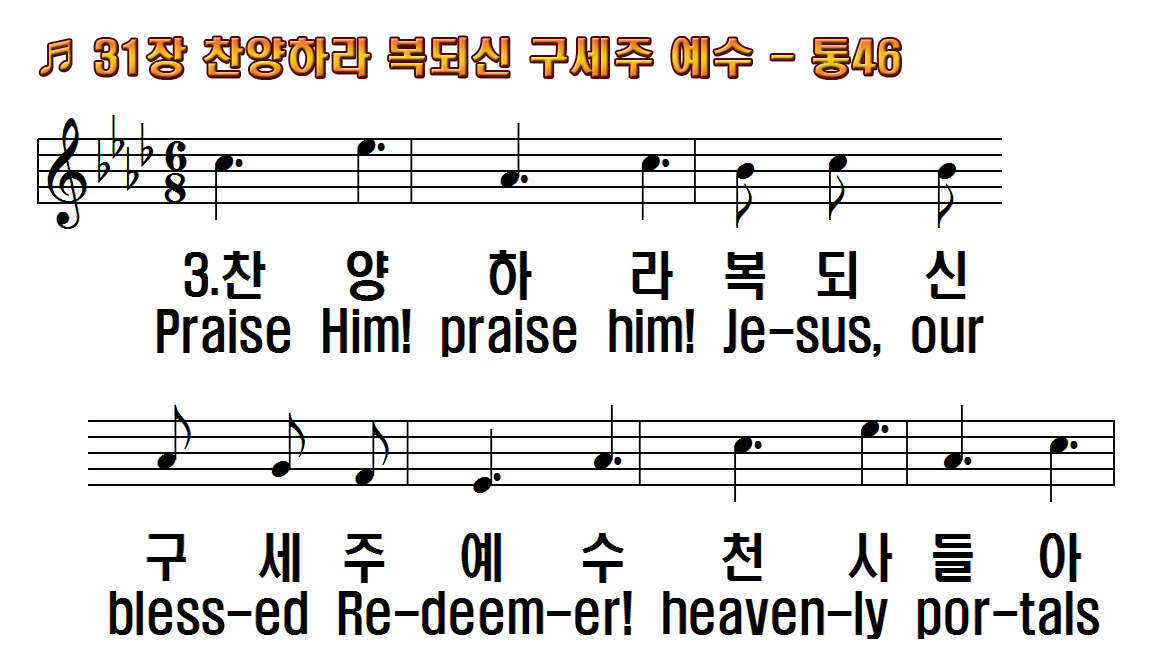 ♬ 31장 찬양하라 복되신 구세주 예수 - 통46
6
8
3.찬 양 하 라 복 되 신
Praise Him! praise him! Je-sus, our
구 세 주 예 수 천 사 들 아
bless-ed Re-deem-er! heaven-ly por-tals